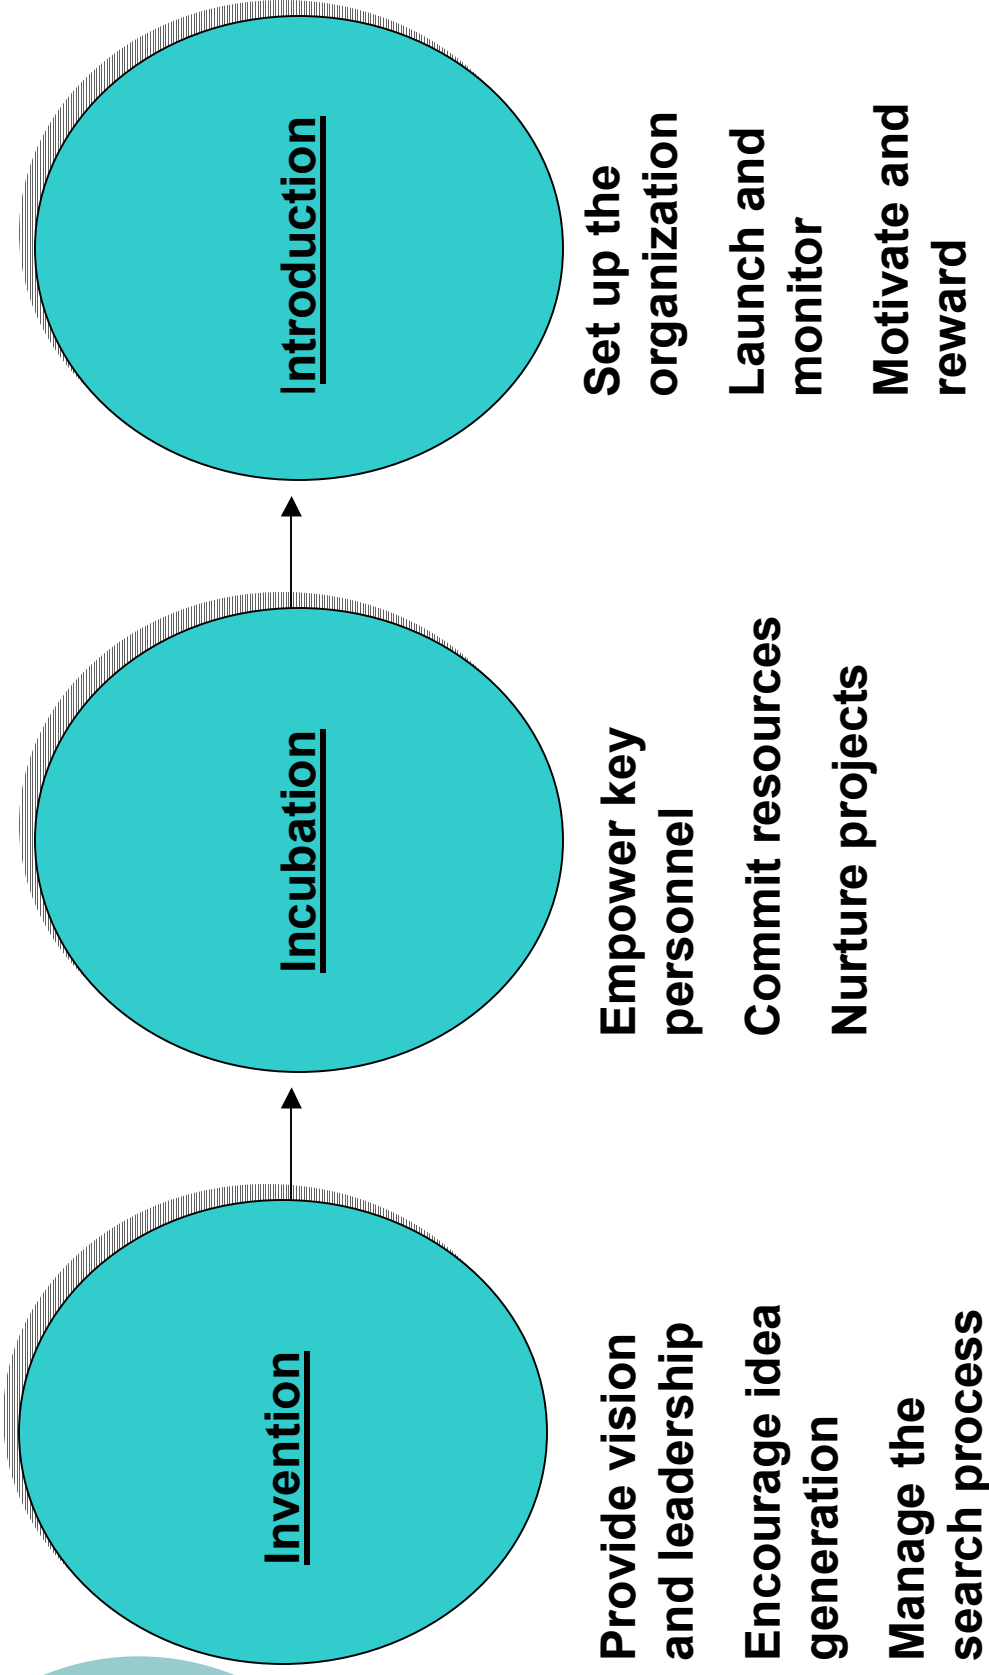 Invention
Provide vision
and leadership
Encourage idea
generation
Manage the
search process
Incubation
Empower key
personnel
Commit resources
Nurture projects
Introduction
Set up the
organization
Launch and
monitor
Motivate and
reward